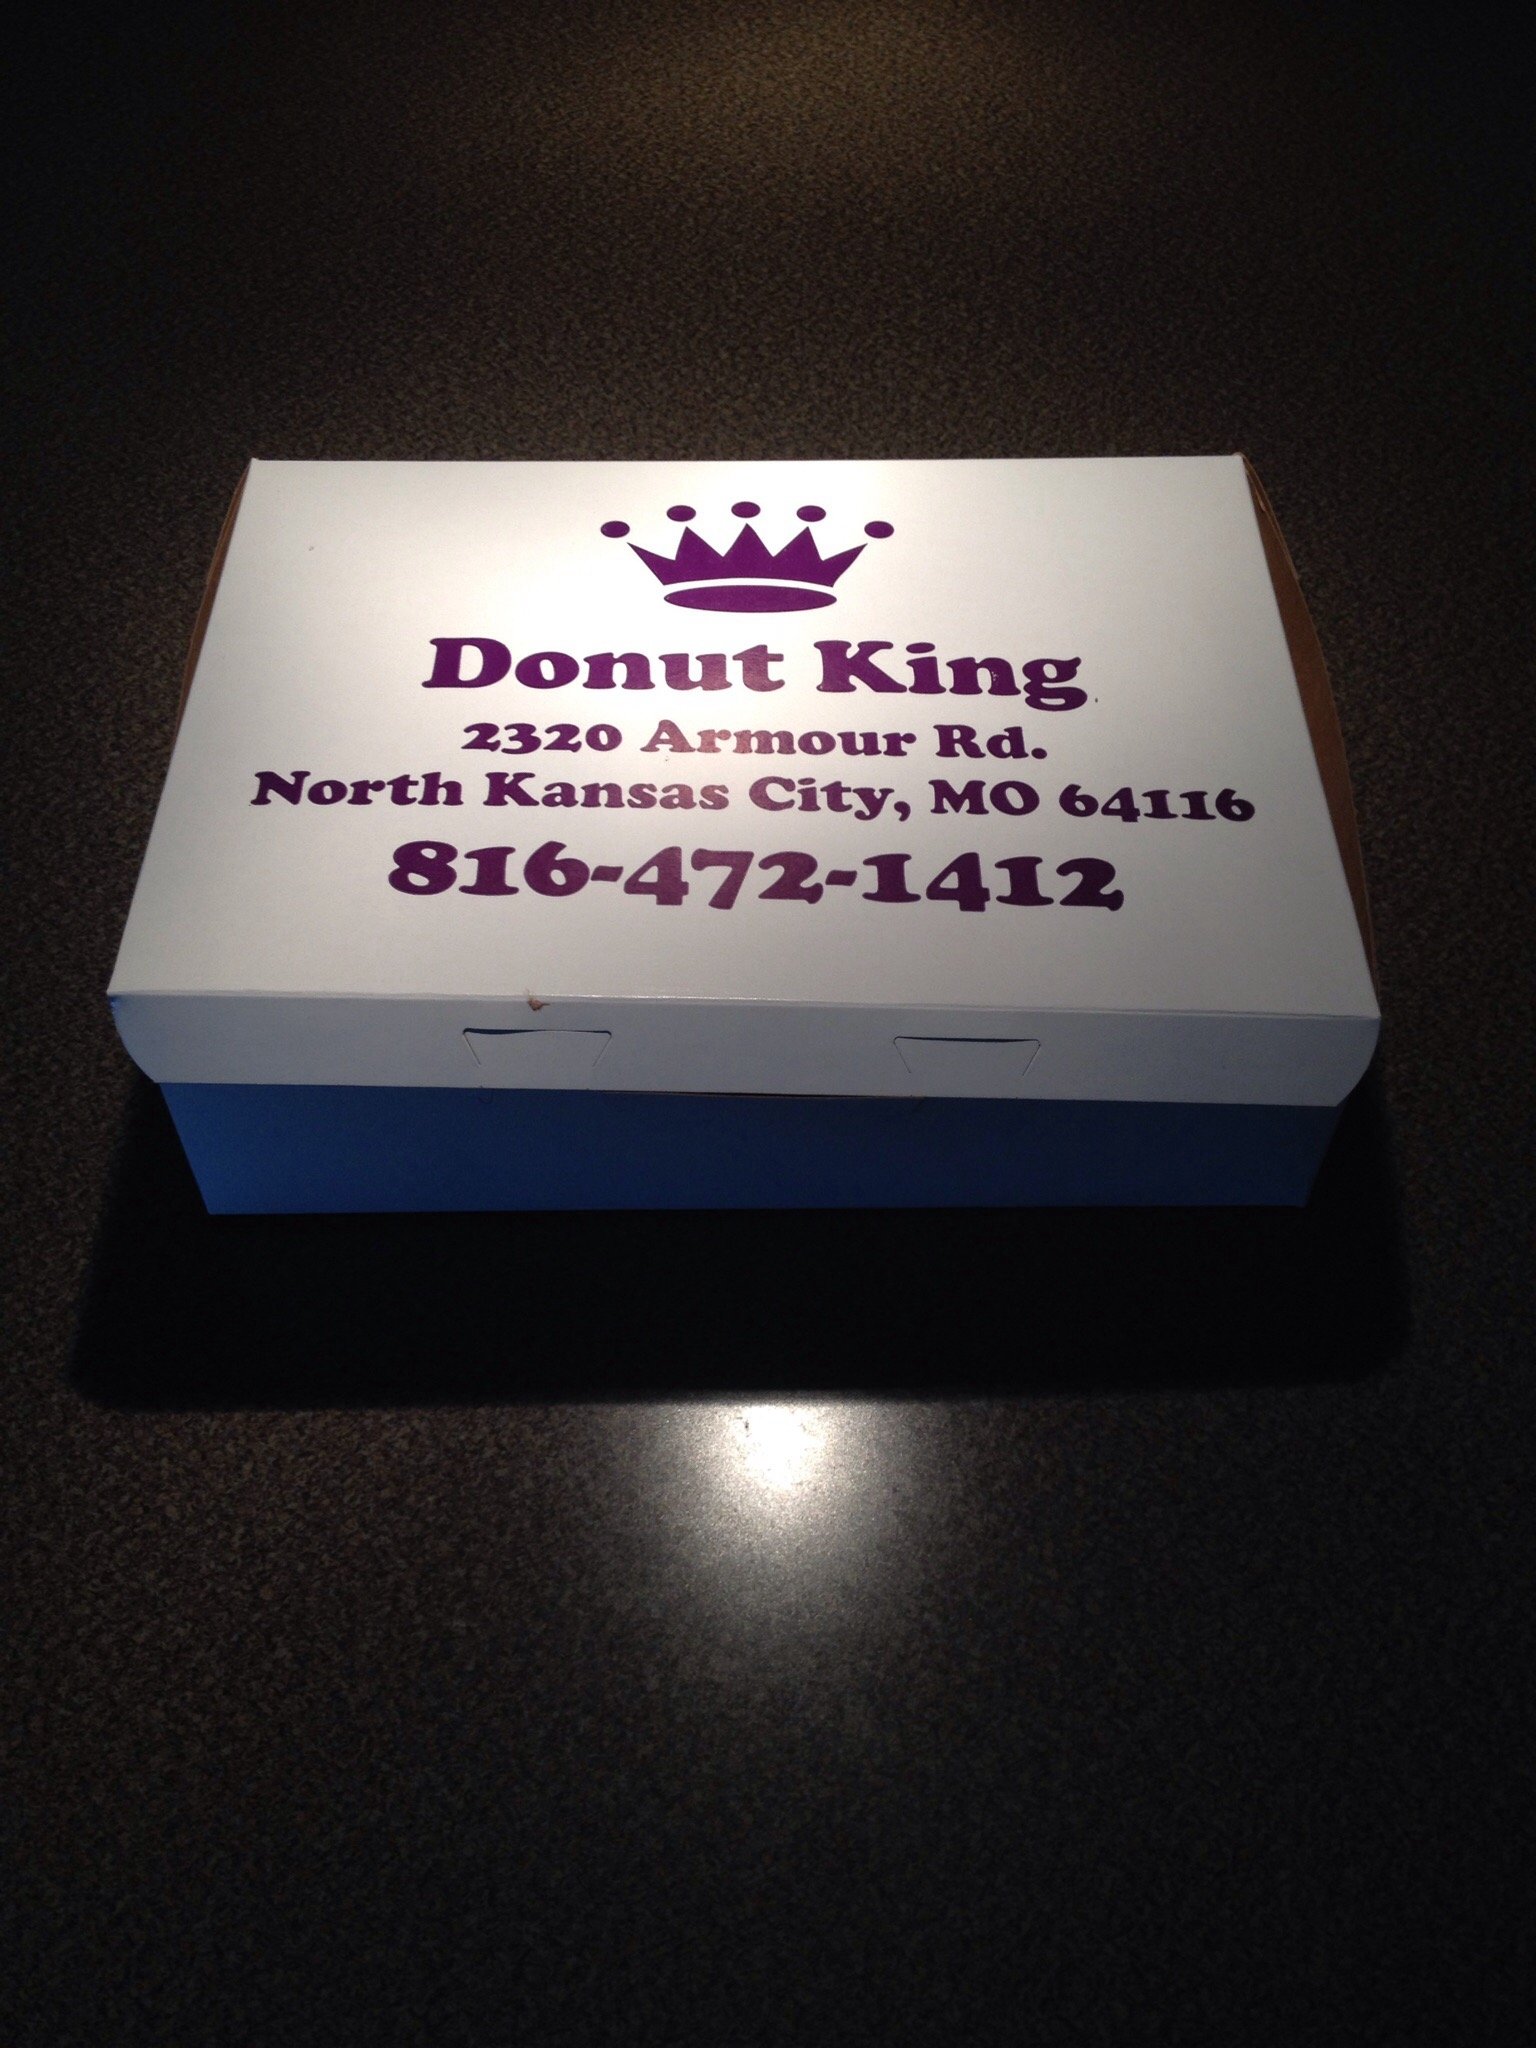 Donut King
2320 Armour Rd.
North Kansas City, MO 64116
816-472-1412